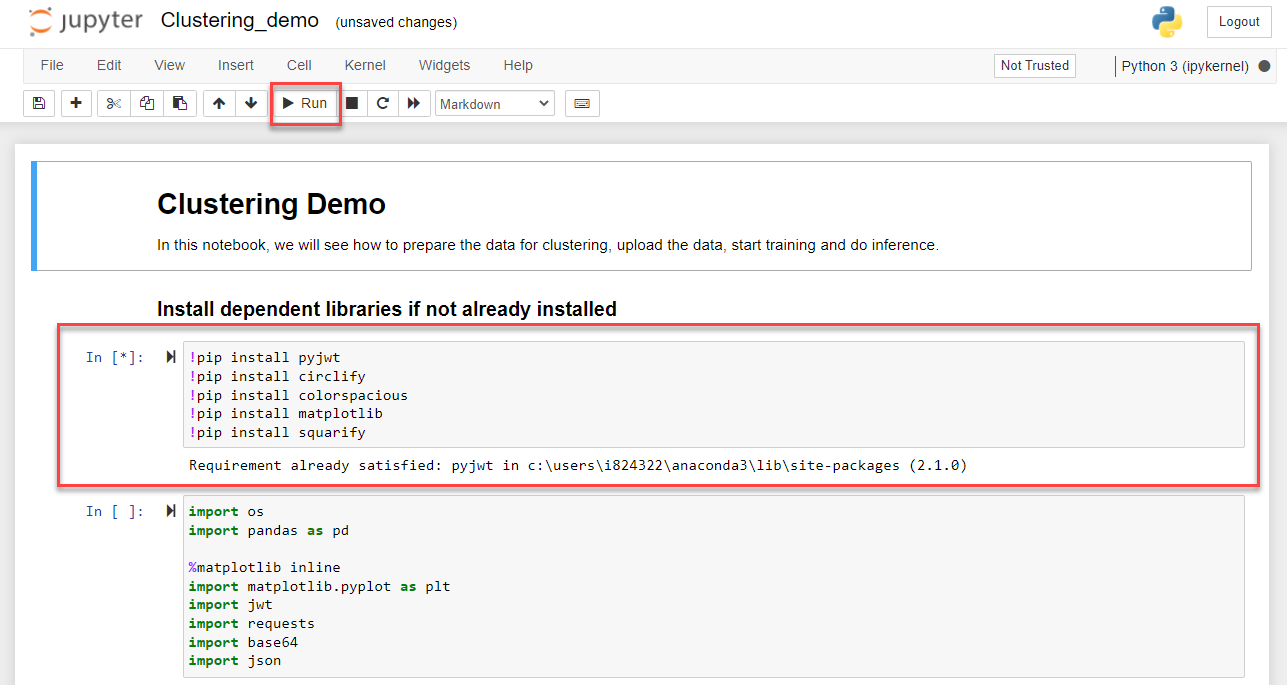 jupyter Clustering_demo (unsaved changes) Logout
File Edit View Insert Cell Kernel Widgets Help Not Trusted Python 3 (ipykernel)
Run Markdown
Clustering Demo
In this notebook, we will see how to prepare the data for clustering, upload the data, start training and do inference.
Install dependent libraries if not already installed
In [*]: !pip install pyjwt
!pip install circlify
!pip install colorspacious
!pip install matplotlib
!pip install squarify
Requirement already satisfied: pyjwt in c:\users\i824322\anaconda3\lib\site-packages (2.1.0)
In [ ]: import os
import pandas as pd
%matplotlib inline
import matplotlib.pyplot as plt
import jwt
import requests
import base64
import json